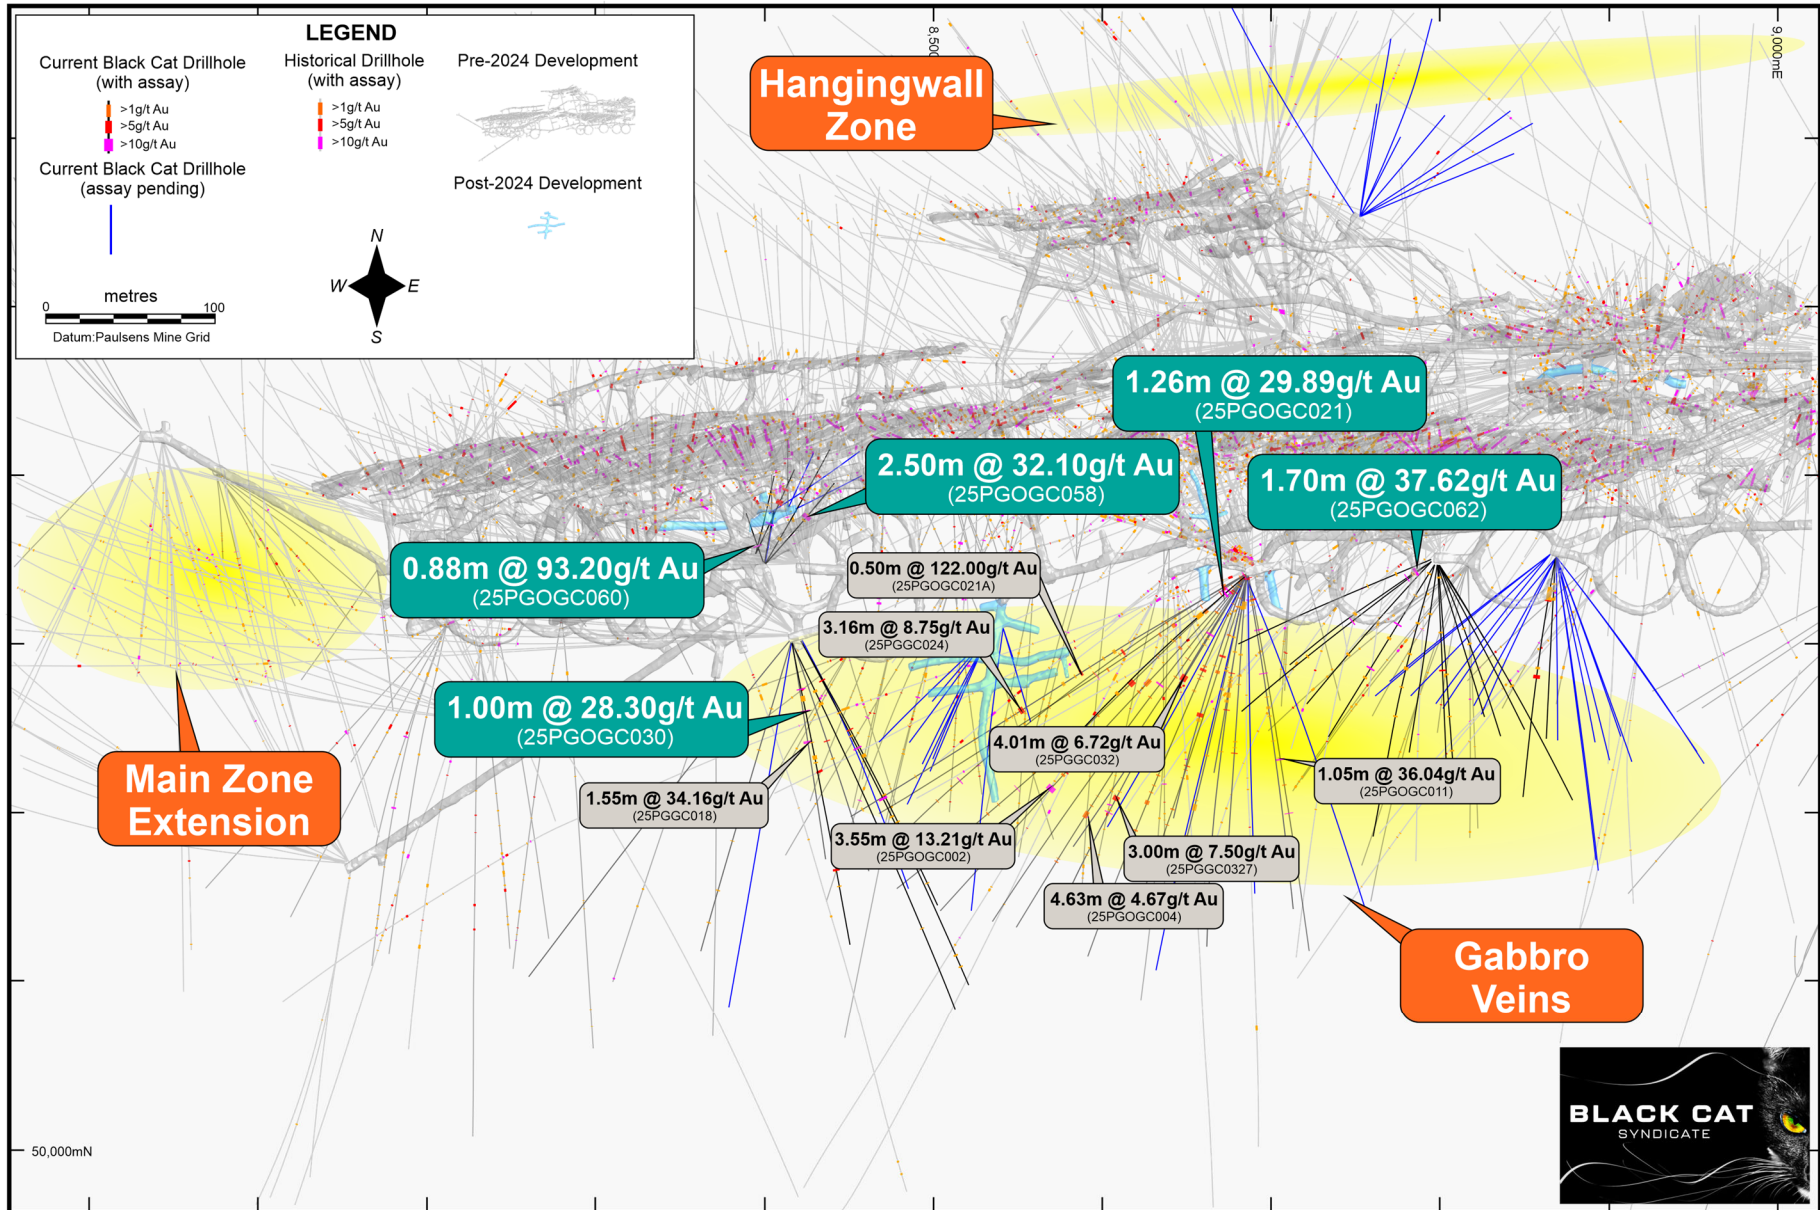 LEGEND
Current Black Cat Drillhole
(with assay)
>1g/t Au
>5g/t Au
>10g/t Au
Current Black Cat Drillhole
(assay pending)
Historical Drillhole
(with assay)
>1g/t Au
>5g/t Au
>10g/t Au
Pre-2024 Development
Post-2024 Development
N
W
E
S
metres
0
100
Datum:Paulsens Mine Grid
8,500
9,000mE
Hangingwall
Zone
1.26m @ 29.89g/t Au
(25PGOGC021)
2.50m @ 32.10g/t Au
(25PGOGC058)
1.70m @ 37.62g/t Au
(25PGOGC062)
0.88m @ 93.20g/t Au
(25PGOGC060)
0.50m @ 122.00g/t Au
(25PGOGC021A)
3.16m @ 8.75g/t Au
(25PGGC024)
1.00m @ 28.30g/t Au
(25PGOGC030)
4.01m @ 6.72g/t Au
(25PGGC032)
1.05m @ 36.04g/t Au
(25PGOGC011)
Main Zone
Extension
1.55m @ 34.16g/t Au
(25PGGC018)
3.55m @ 13.21g/t Au
(25PGOGC002)
3.00m @ 7.50g/t Au
(25PGGC0327)
4.63m @ 4.67g/t Au
(25PGOGC004)
Gabbro
Veins
50,000mN
BLACK CAT
SYNDICATE